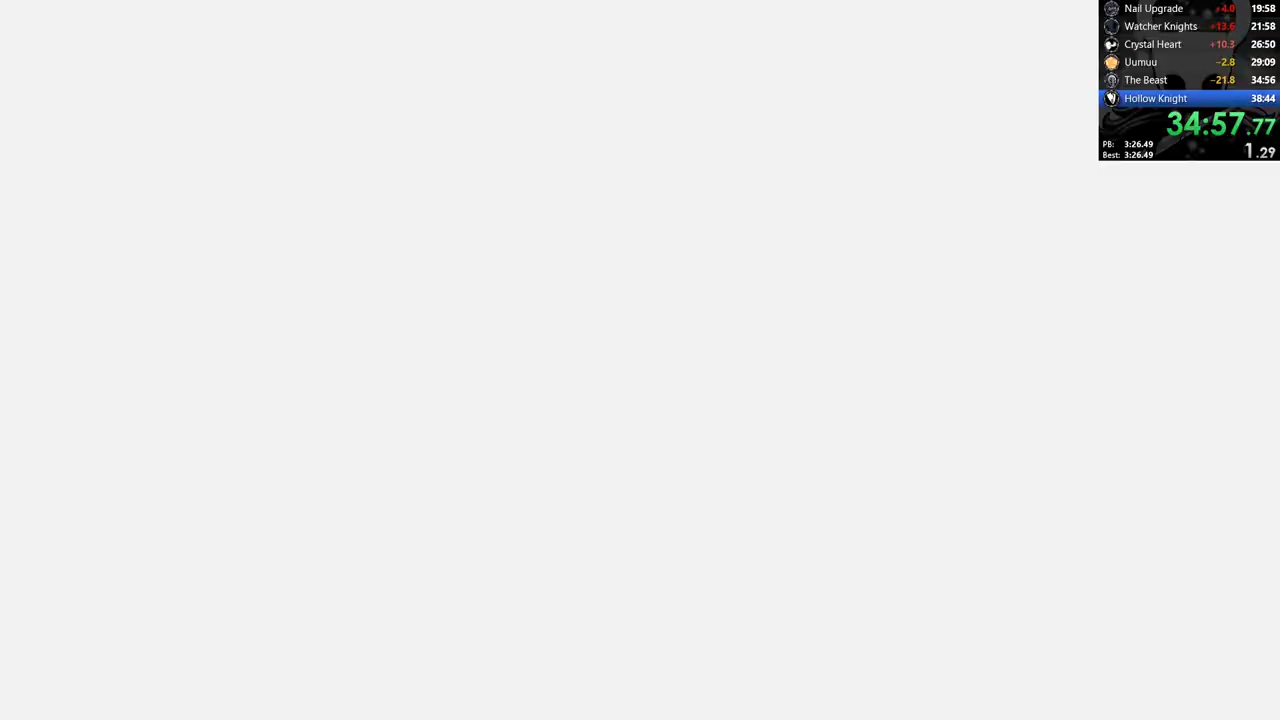 Nail Upgrade +4.0 19:58
Watcher Knights +13.6 21:58
Crystal Heart +10.3 26:50
Uumuu −2.8 29:09
The Beast −21.8 34:56
Hollow Knight 38:44
34:57.77
PB: 3:26.49
Best: 3:26.49 1.29